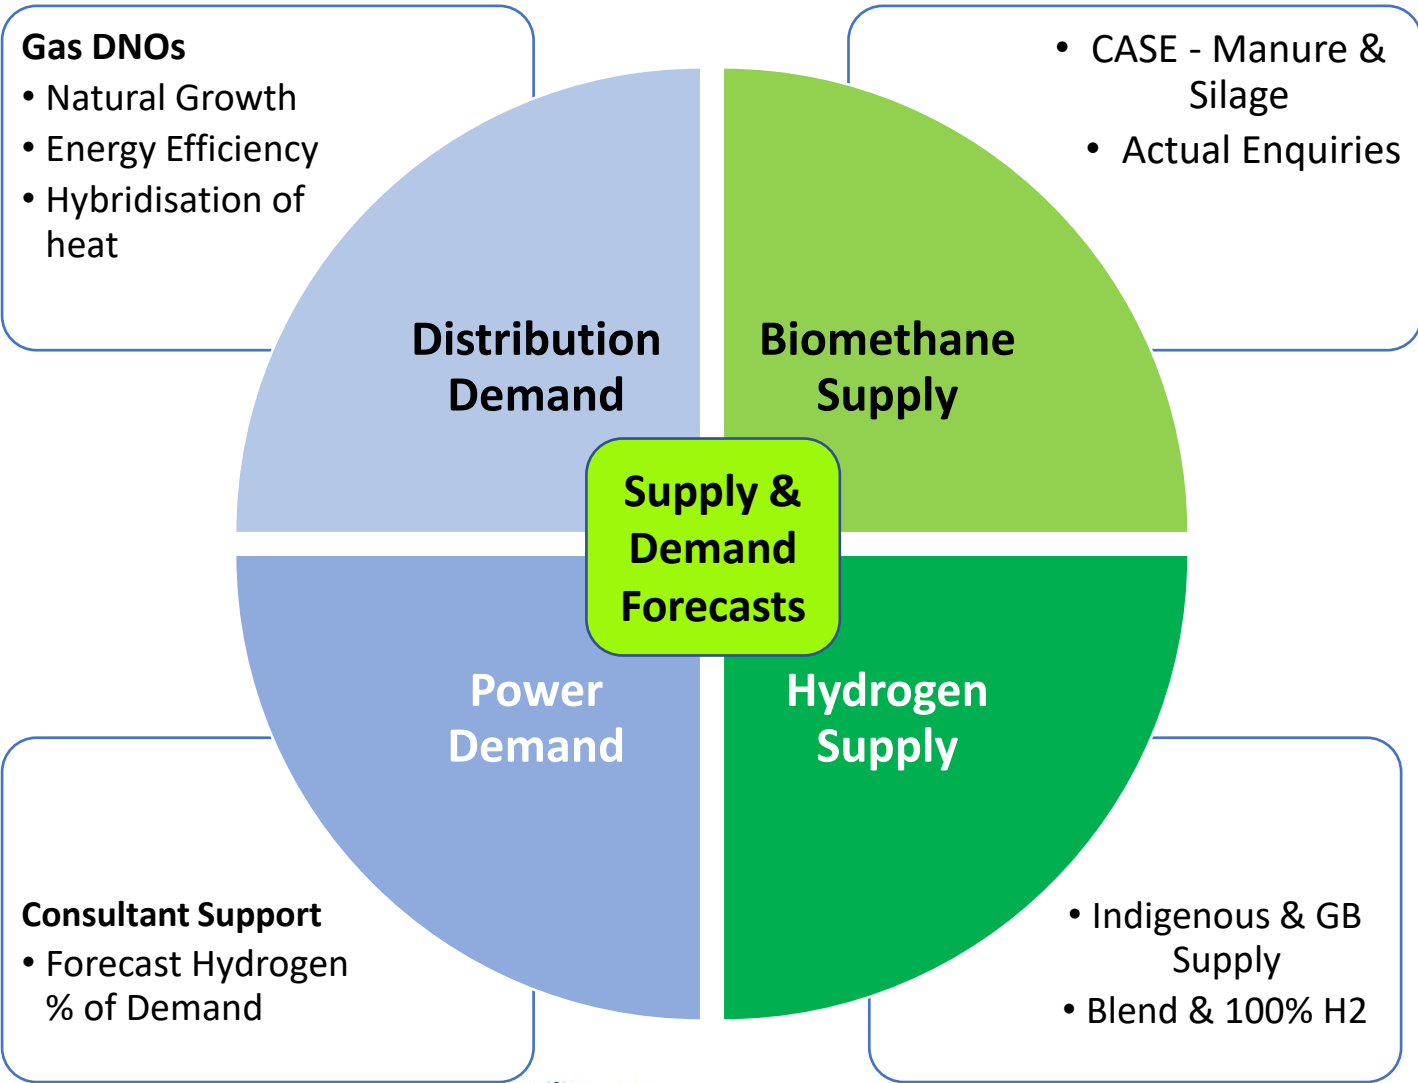 Gas DNOs
• Natural Growth
• Energy Efficiency
• Hybridisation of
heat
• CASE - Manure &
Silage
• Actual Enquiries
Distribution
Demand
Biomethane
Supply
Supply &
Demand
Forecasts
Power
Demand
Hydrogen
Supply
Consultant Support
• Forecast Hydrogen
% of Demand
• Indigenous & GB
Supply
• Blend & 100% H2